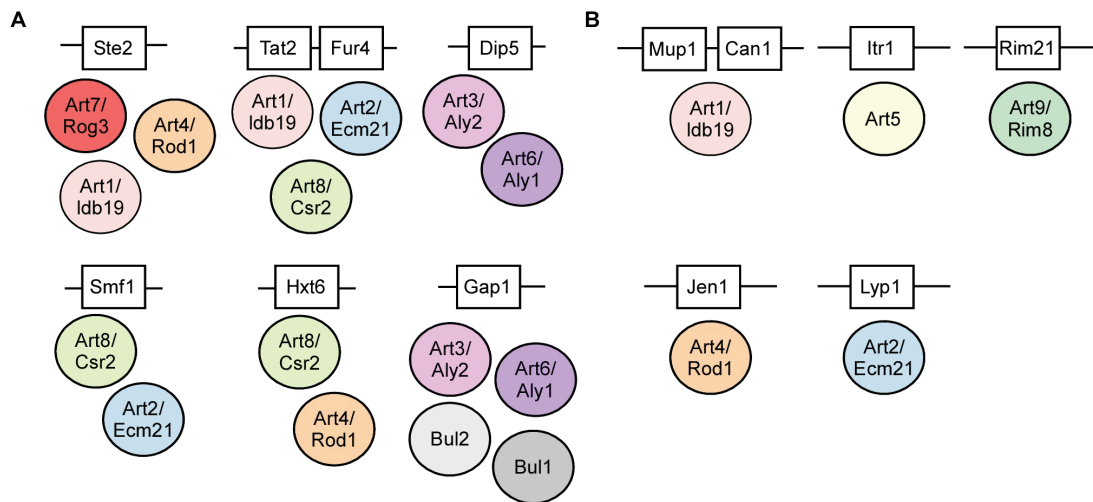 A
B
Ste2
Tat2
Fur4
Dip5
Mup1
Can1
Itr1
Rim21
Art7/
Rog3
Art4/
Rod1
Art1/
Idb19
Art1/
Idb19
Art2/
Ecm21
Art8/
Csr2
Art3/
Aly2
Art6/
Aly1
Art1/
Idb19
Art5
Art9/
Rim8
Smf1
Hxt6
Gap1
Jen1
Lyp1
Art8/
Csr2
Art2/
Ecm21
Art8/
Csr2
Art4/
Rod1
Art3/
Aly2
Art6/
Aly1
Bul2
Bul1
Art4/
Rod1
Art2/
Ecm21